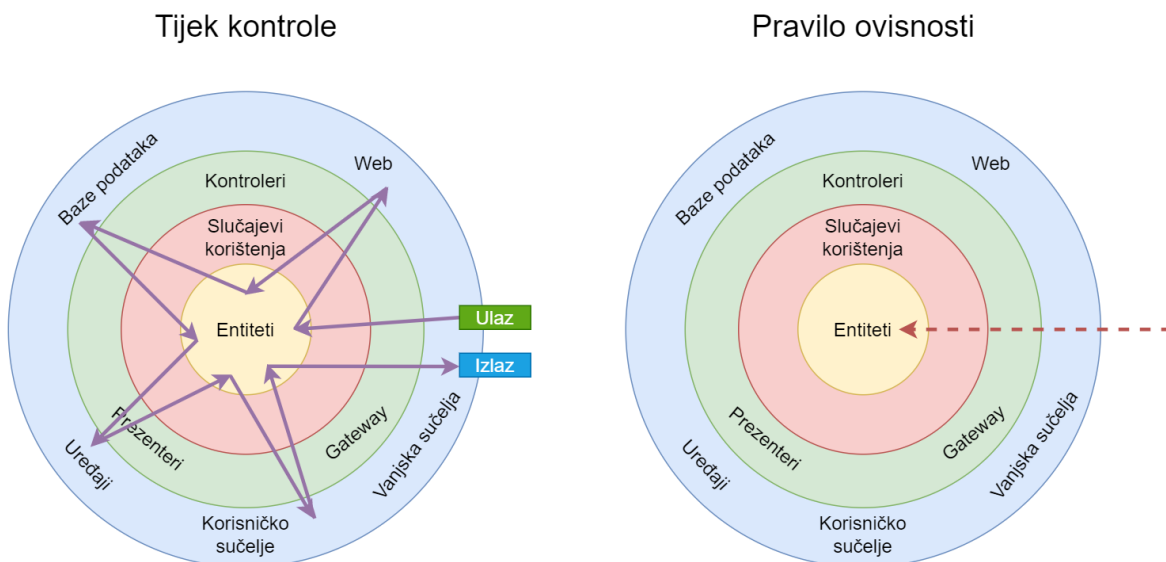 Tijek kontrole
Baze podataka
Web
Kontroleri
Slučajevi
korištenja
Entiteti
Ulaz
Izlaz
Prezenteri
Gateway
Uređaji
Vanjska sučelja
Korisničko
sučelje
Pravilo ovisnosti
Baze podataka
Web
Kontroleri
Slučajevi
korištenja
Entiteti
Prezenteri
Gateway
Uređaji
Vanjska sučelja
Korisničko
sučelje